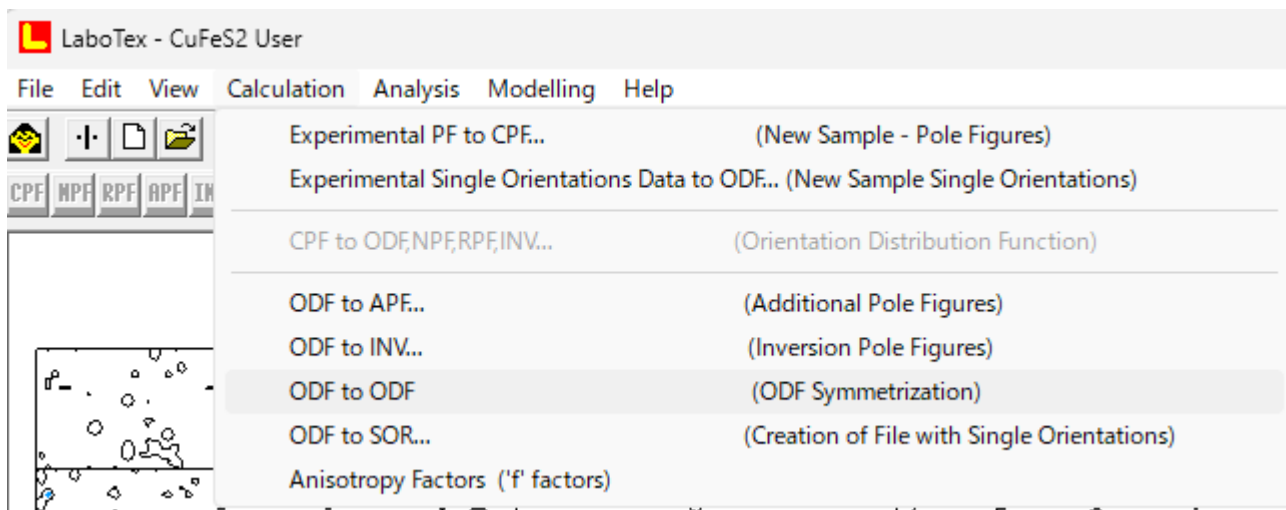 LaboTex - CuFeS2 User
File Edit View Calculation Analysis Modelling Help
Experimental PF to CPF... (New Sample - Pole Figures)
Experimental Single Orientations Data to ODF... (New Sample Single Orientations)
CPF NPF RPF APF
CPF to ODF,NPF,RPF,INV... (Orientation Distribution Function)
ODF to APF... (Additional Pole Figures)
ODF to INV... (Inversion Pole Figures)
ODF to ODF (ODF Symmetrization)
ODF to SOR... (Creation of File with Single Orientations)
Anisotropy Factors ('f' factors)